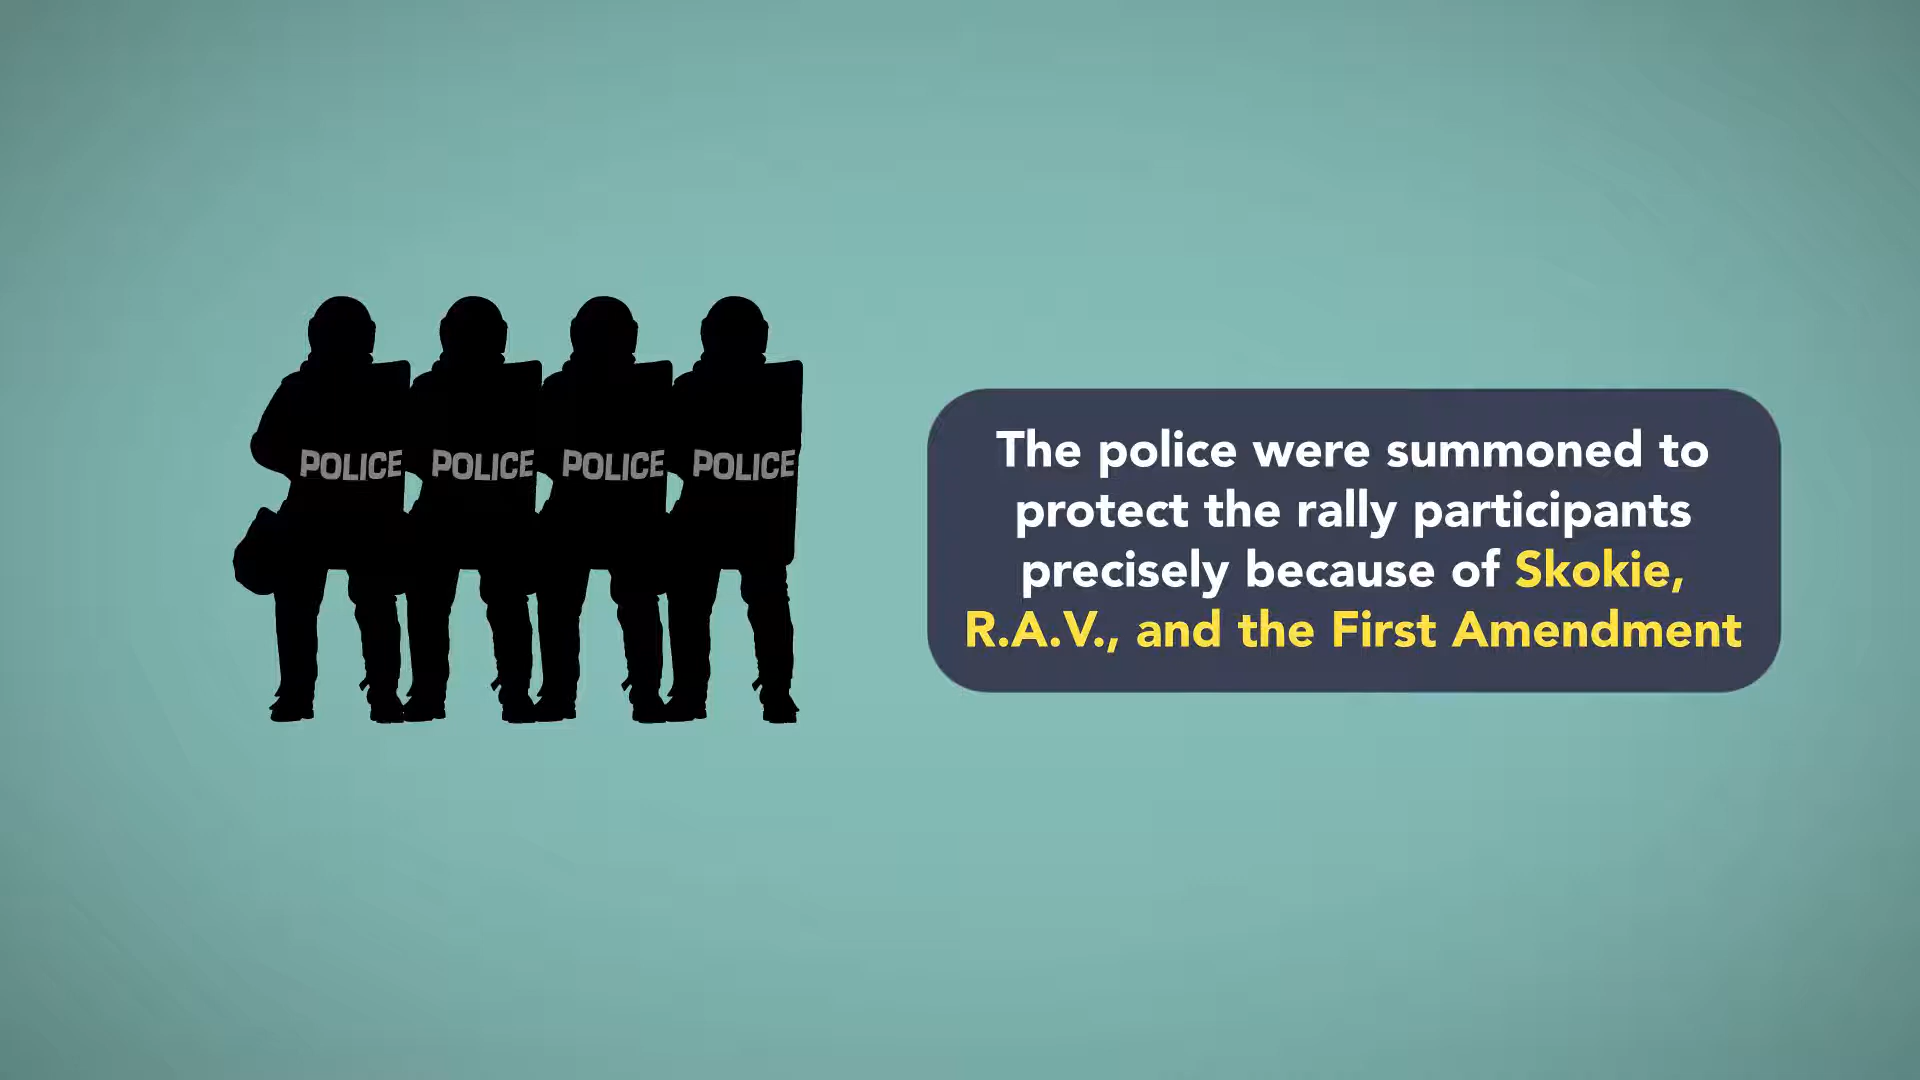 POLICE POLICE POLICE POLICE
The police were summoned to
protect the rally participants
precisely because of Skokie,
R.A.V., and the First Amendment